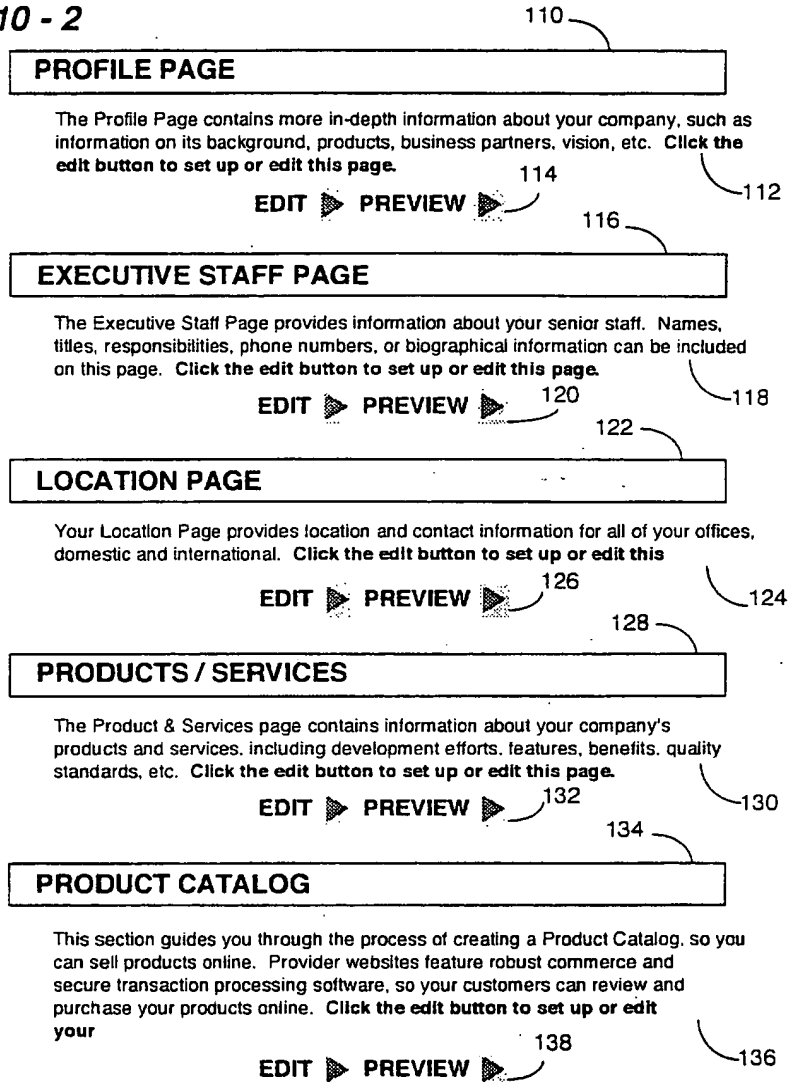 10 - 2
110
PROFILE PAGE
The Profile Page contains more in-depth information about your company, such as
information on its background, products, business partners, vision, etc. Click the
edit button to set up or edit this page.
114
112
EDIT PREVIEW
116
EXECUTIVE STAFF PAGE
The Executive Staff Page provides information about your senior staff. Names,
titles, responsibilities, phone numbers, or biographical information can be included
on this page. Click the edit button to set up or edit this page.
120
118
EDIT PREVIEW
122
LOCATION PAGE
Your Location Page provides location and contact information for all of your offices,
domestic and international. Click the edit button to set up or edit this
126
124
EDIT PREVIEW
128
PRODUCTS / SERVICES
The Product & Services page contains information about your company's
products and services, including development efforts, features, benefits, quality
standards, etc. Click the edit button to set up or edit this page.
132
130
EDIT PREVIEW
134
PRODUCT CATALOG
This section guides you through the process of creating a Product Catalog, so you
can sell products online. Provider websites feature robust commerce and
secure transaction processing software, so your customers can review and
purchase your products online. Click the edit button to set up or edit
your
138
136
EDIT PREVIEW